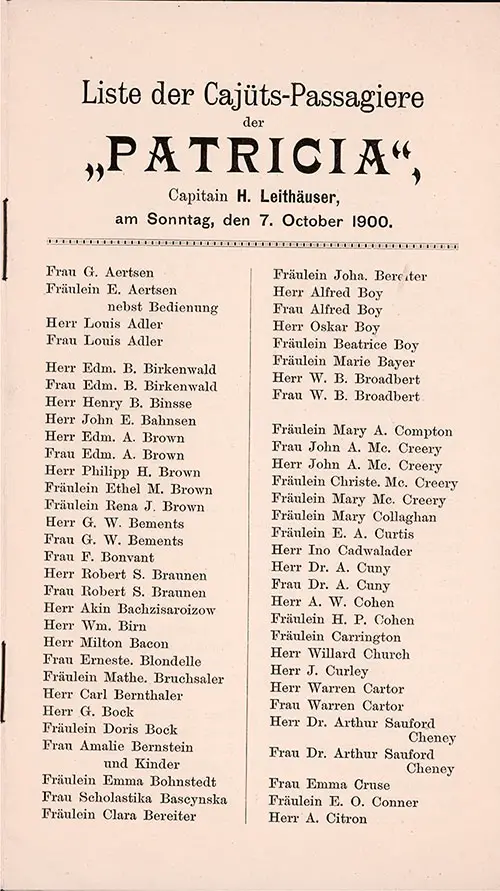 Liste der Cajüts-Passagiere
der
„PATRICIA“,
Capitain H. Leithäuser,
am Sonntag, den 7. October 1900.
Frau G. Aertsen
Fräulein E. Aertsen
nebst Bedienung
Herr Louis Adler
Frau Louis Adler
Herr Edm. B. Birkenwald
Frau Edm. B. Birkenwald
Herr Henry B. Binsse
Herr John E. Bahnsen
Herr Edm. A. Brown
Frau Edm. A. Brown
Herr Philipp H. Brown
Fräulein Ethel M. Brown
Fräulein Rena J. Brown
Herr G. W. Bements
Frau G. W. Bements
Frau F. Bonvant
Herr Robert S. Braunen
Frau Robert S. Braunen
Herr Akin Bachzisaroizow
Herr Wm. Birn
Herr Milton Bacon
Frau Erneste. Blondelle
Fräulein Mathe. Bruchsaler
Herr Carl Bernthaler
Herr G. Bock
Fräulein Doris Bock
Frau Amalie Bernstein
und Kinder
Fräulein Emma Bohnstedt
Frau Scholastika Bascynska
Fräulein Clara Bereiter
Fräulein Joha.
Herr Alfred Boy
Frau Alfred Boy
Herr Oskar Boy
Fräulein Beatrice Boy
Fräulein Marie Bayer
Herr W. B. Broadbert
Frau W. B. Broadbert
Fräulein Mary A. Compton
Frau John A. Mc. Creery
Herr John A. Mc. Creery
Fräulein Christe. Mc. Creery
Fräulein Mary Mc. Creery
Fräulein Mary Collaghan
Fräulein E. A. Curtis
Herr Ino Cadwalader
Herr Dr. A. Cuny
Frau Dr. A. Cuny
Herr A. W. Cohen
Fräulein H. P. Cohen
Fräulein Carrington
Herr Willard Church
Herr J. Curley
Herr Warren Cartor
Frau Warren Cartor
Herr Dr. Arthur Sauford
Cheney
Frau Dr. Arthur Sauford
Cheney
Frau Emma Cruse
Fräulein E. O. Conner
Herr A. Citron